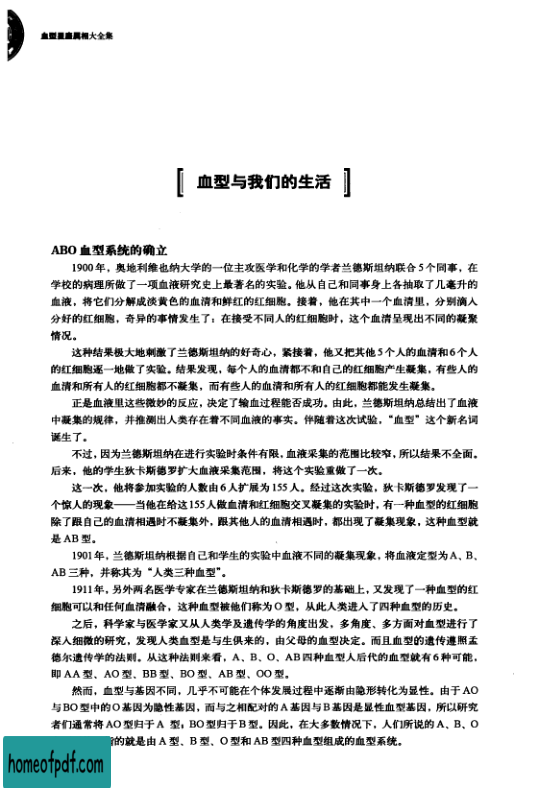 血型星座属相大全集
血型与我们的生活
ABO 血型系统的确立
1900 年，奥地利维也纳大学的一位主攻医学和化学的学者兰德斯坦纳联合 5 个同事，在
学校的病理所做了一项血液研究史上最著名的实验。他从自己和同事身上各抽取了几毫升的
血液，将它们分解成淡黄色的血清和鲜红的红细胞。接着，他在其中一个血清里，分别滴入
分好的红细胞，奇异的事情发生了：在接受不同人的红细胞时，这个血清呈现出不同的凝聚
情况。
这种结果极大地刺激了兰德斯坦纳的好奇心，紧接着，他又把其他 5 个人的血清和 6 个人
的红细胞逐一地做了实验。结果发现，每个人的血清都不和自己的红细胞产生凝集，有些人的
血清和所有人的红细胞都不凝集，而有些人的血清和所有人的红细胞都能发生凝集。
正是血液里这些微妙的反应，决定了输血过程能否成功。由此，兰德斯坦纳总结出了血液
中凝集的规律，并推测出人类存在着不同血液的事实。伴随着这次试验，“血型”这个新名词
诞生了。
不过，因为兰德斯坦纳在进行实验时条件有限，血液采集的范围比较窄，所以结果不全面。
后来，他的学生狄卡斯德罗扩大血液采集范围，将这个实验重做了一次。
这一次，他将参加实验的人数由 6 人扩展为 155 人。经过这次实验，狄卡斯德罗发现了一
个惊人的现象——当他在给这 155 人做血清和红细胞交叉凝集的实验时，有一种血型的红细胞
除了跟自己的血清相遇时不凝集外，跟其他人的血清相遇时，都出现了凝集现象，这种血型就
是 AB 型。
1901 年，兰德斯坦纳根据自己和学生的实验中血液不同的凝集现象，将血液定型为 A、B、
AB 三种，并称其为“人类三种血型”。
1911 年，另外两名医学专家在兰德斯坦纳和狄卡斯德罗的基础上，又发现了一种血型的红
细胞可以和任何血清融合，这种血型被他们称为 O 型，从此人类进入了四种血型的历史。
之后，科学家与医学家又从人类学及遗传学的角度出发，多角度、多方面对血型进行了
深入细微的研究，发现人类血型是与生俱来的，由父母的血型决定。而且血型的遗传遵照孟
德尔遗传学的法则。从这种法则来看，A、B、O、AB 四种血型人后代的血型就有 6 种可能，
即 AA 型、AO 型、BB 型、BO 型、AB 型、OO 型。
然而，血型与基因不同，几乎不可能在个体发展过程中逐渐由隐形转化为显性。由于 AO
与 BO 型中的 O 基因为隐性基因，而与之相配对的 A 基因与 B 基因是显性血型基因，所以研究
者们通常将 AO 型归于 A 型；BO 型归于 B 型。因此，在大多数情况下，人们所说的 A、B、O
的就是由 A 型、B 型、O 型和 AB 型四种血型组成的血型系统。
homeofpdf.com